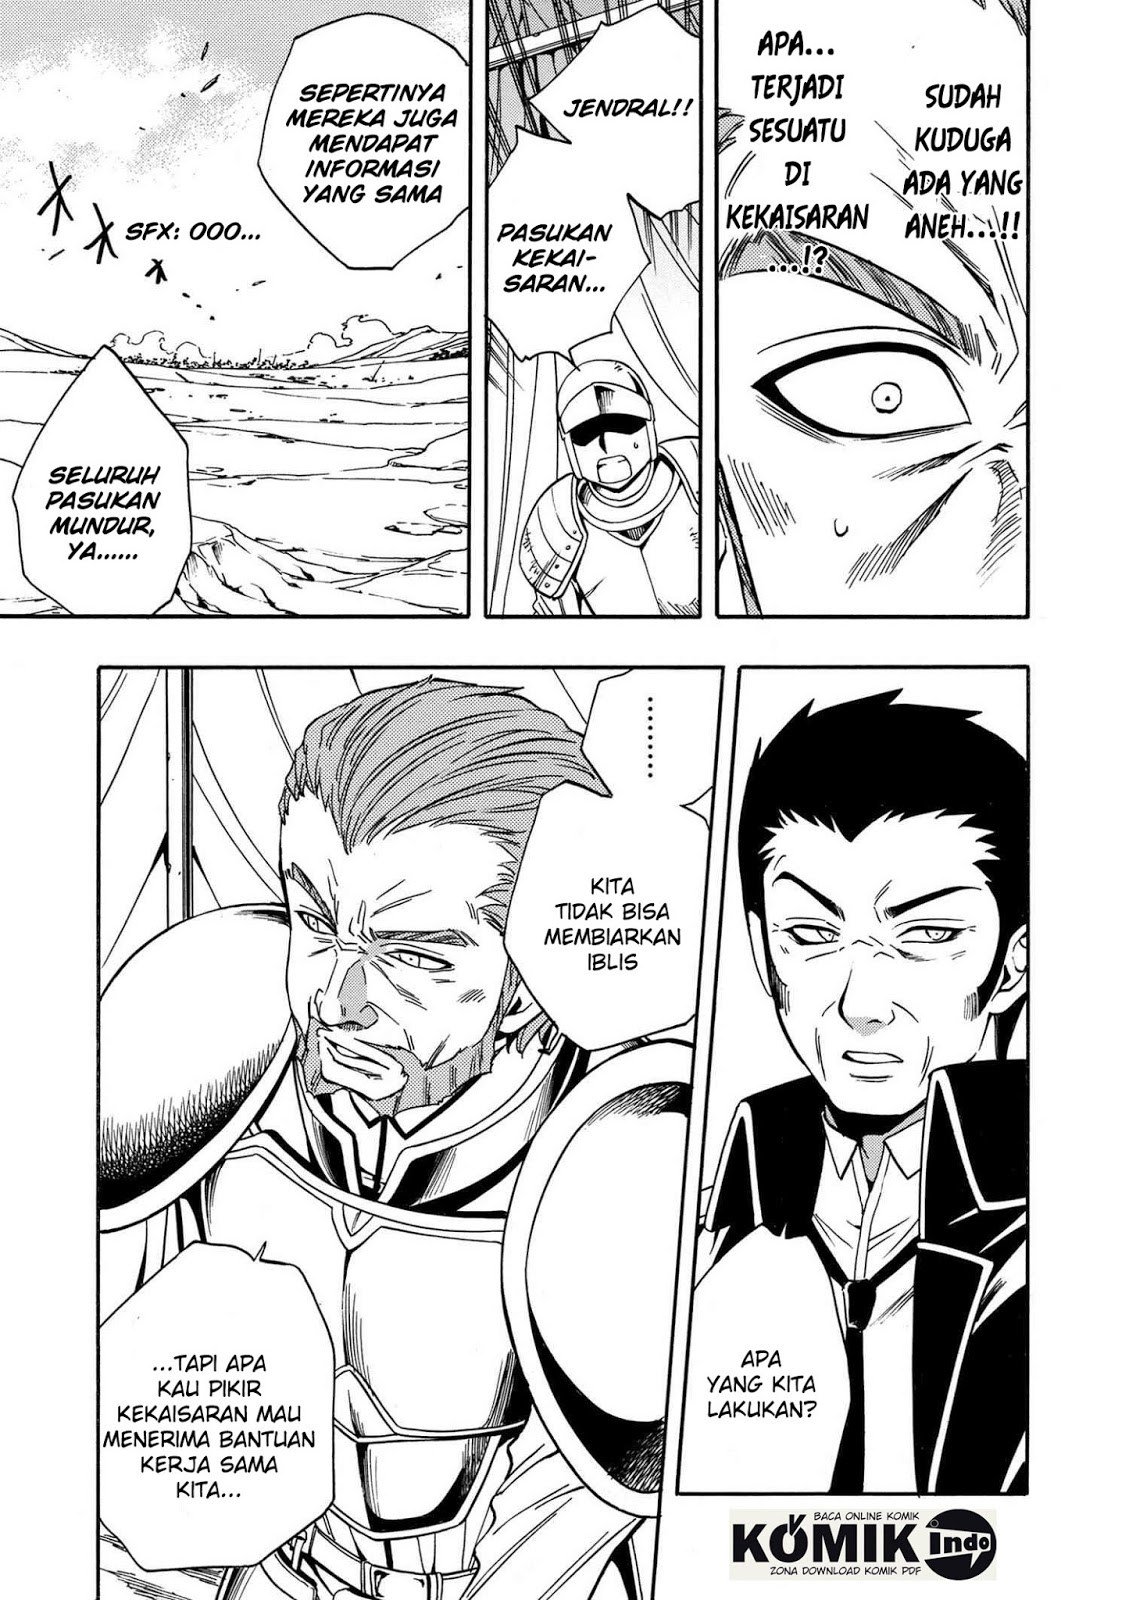 SUDAH
KUDUGA
ADA YANG
ANEH...!!
APA...
TERJADI
SESUATU
DI
KEKAISARAN
...!?
JENDRAL!!
PASUKAN
KEKAI-
SARAN...
SEPERTINYA
MEREKA JUGA
MENDAPAT
INFORMASI
YANG SAMA
SFX: OOO...
SELURUH
PASUKAN
MUNDUR,
YA......
APA
YANG KITA
LAKUKAN?
.........
KITA
TIDAK BISA
MEMBIARKAN
IBLIS
...TAPI APA
KAU PIKIR
KEKAISARAN MAU
MENERIMA BANTUAN
KERJA SAMA
KITA...
BACA ONLINE KOMIK
KOMIK indo
ZONA DOWNLOAD KOMIK PDF